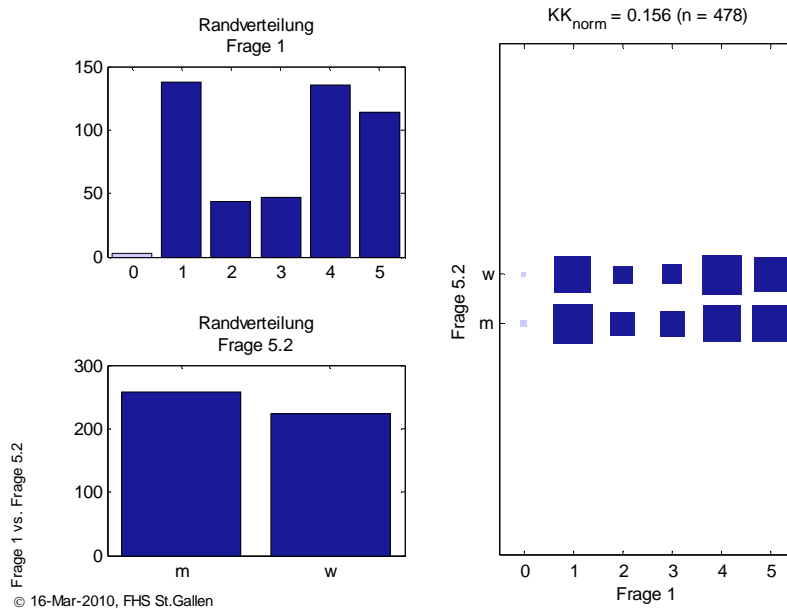 Randverteilung
Frage 1
150
100
50
0
0 1 2 3 4 5
Randverteilung
Frage 5.2
300
200
100
0
m w
Frage 1 vs. Frage 5.2
© 16-Mar-2010, FHS St.Gallen
KKnorm = 0.156 (n = 478)
Frage 5.2
w
m
0 1 2 3 4 5
Frage 1